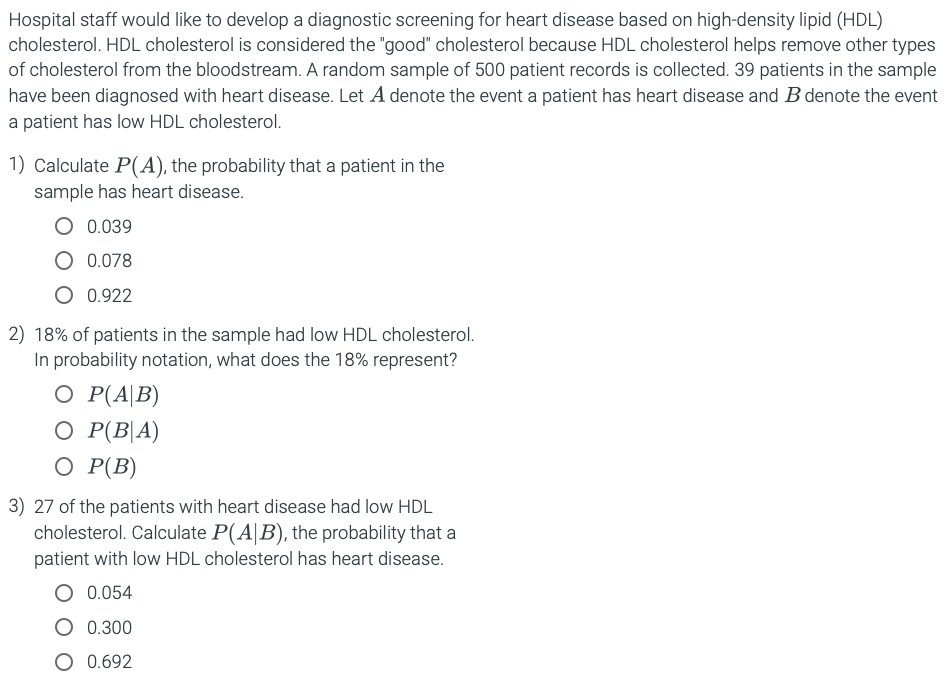 Hospital staff would like to develop a diagnostic screening for heart disease based on high-density lipid (HDL)
cholesterol. HDL cholesterol is considered the "good" cholesterol because HDL cholesterol helps remove other types
of cholesterol from the bloodstream. A random sample of 500 patient records is collected. 39 patients in the sample
have been diagnosed with heart disease. Let A denote the event a patient has heart disease and B denote the event
a patient has low HDL cholesterol.
1) Calculate P(A), the probability that a patient in the
sample has heart disease.
0.039
0.078
0.922
2) 18% of patients in the sample had low HDL cholesterol.
In probability notation, what does the 18% represent?
P(A|B)
P(B|A)
P(B)
3) 27 of the patients with heart disease had low HDL
cholesterol. Calculate P(A|B), the probability that a
patient with low HDL cholesterol has heart disease.
0.054
0.300
0.692